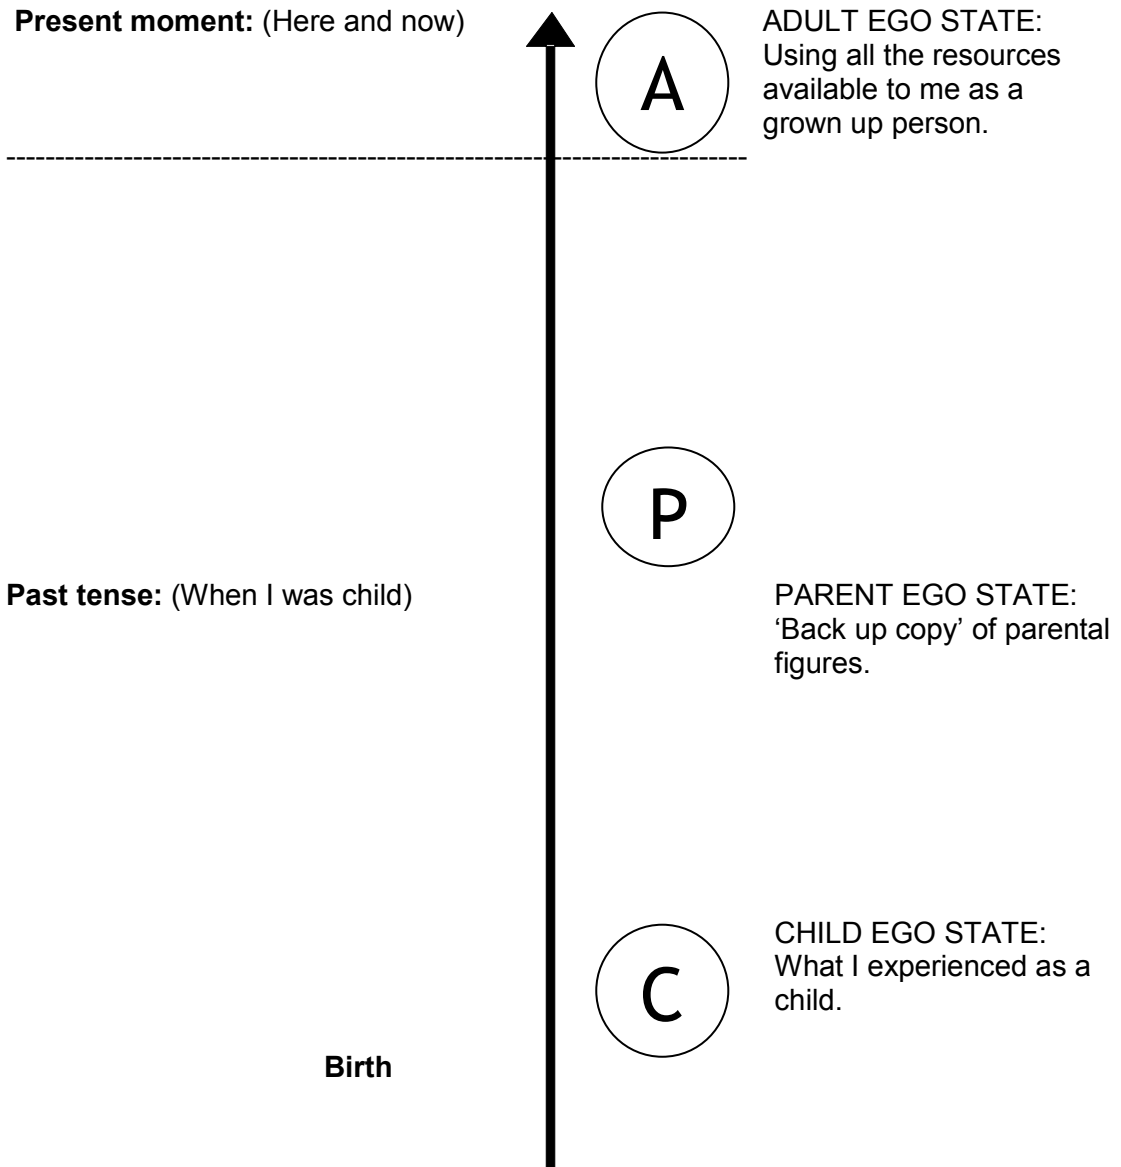 Present moment: (Here and now)
A
ADULT EGO STATE:
Using all the resources
available to me as a
grown up person.
P
Past tense: (When I was child)
PARENT EGO STATE:
‘Back up copy’ of parental
figures.
C
CHILD EGO STATE:
What I experienced as a
child.
Birth